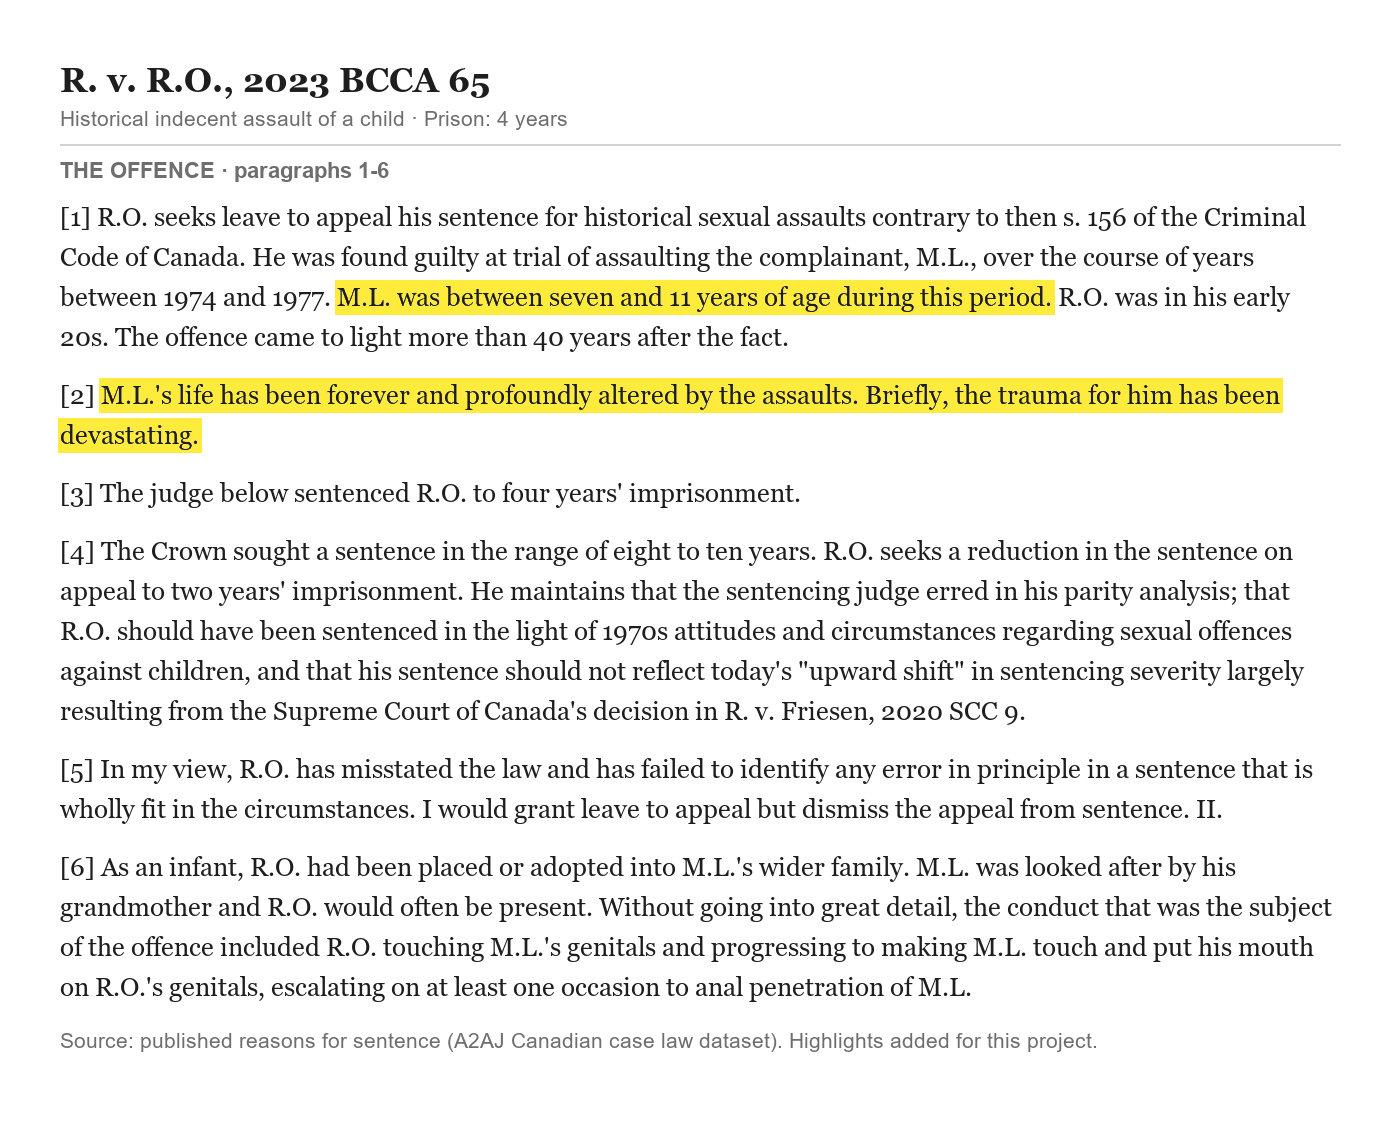 R. v. R.O., 2023 BCCA 65
Historical indecent assault of a child · Prison: 4 years
THE OFFENCE · paragraphs 1-6
[1] R.O. seeks leave to appeal his sentence for historical sexual assaults contrary to then s. 156 of the Criminal
Code of Canada. He was found guilty at trial of assaulting the complainant, M.L., over the course of years
between 1974 and 1977. M.L. was between seven and 11 years of age during this period. R.O. was in his early
20s. The offence came to light more than 40 years after the fact.
[2] M.L.'s life has been forever and profoundly altered by the assaults. Briefly, the trauma for him has been
devastating.
[3] The judge below sentenced R.O. to four years' imprisonment.
[4] The Crown sought a sentence in the range of eight to ten years. R.O. seeks a reduction in the sentence on
appeal to two years' imprisonment. He maintains that the sentencing judge erred in his parity analysis; that
R.O. should have been sentenced in the light of 1970s attitudes and circumstances regarding sexual offences
against children, and that his sentence should not reflect today's "upward shift" in sentencing severity largely
resulting from the Supreme Court of Canada's decision in R. v. Friesen, 2020 SCC 9.
[5] In my view, R.O. has misstated the law and has failed to identify any error in principle in a sentence that is
wholly fit in the circumstances. I would grant leave to appeal but dismiss the appeal from sentence. II.
[6] As an infant, R.O. had been placed or adopted into M.L.'s wider family. M.L. was looked after by his
grandmother and R.O. would often be present. Without going into great detail, the conduct that was the subject
of the offence included R.O. touching M.L.'s genitals and progressing to making M.L. touch and put his mouth
on R.O.'s genitals, escalating on at least one occasion to anal penetration of M.L.
Source: published reasons for sentence (A2AJ Canadian case law dataset). Highlights added for this project.